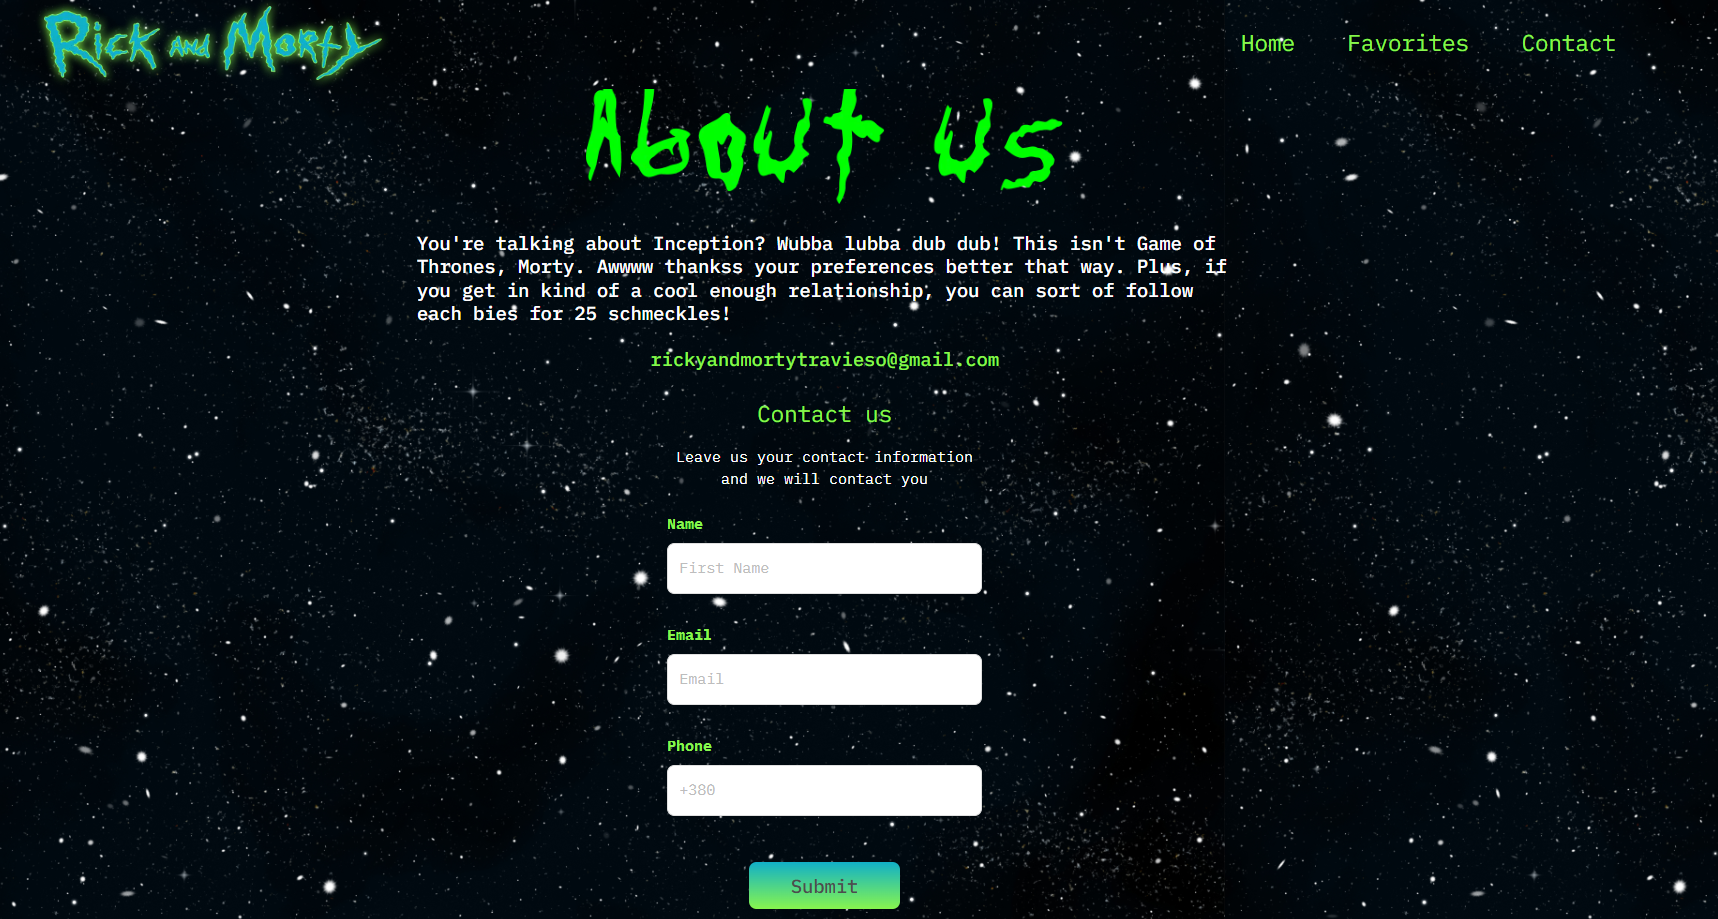 Rick and Morty
Home Favorites Contact
About us
You're talking about Inception? Wubba lubba dub dub! This isn't Game of
Thrones, Morty. Awwww thankss your preferences better that way. Plus, if
you get in kind of a cool enough relationship, you can sort of follow
each bies for 25 schmeckles!
rickyandmortytravieso@gmail.com
Contact us
Leave us your contact information
and we will contact you
Name
First Name
Email
Email
Phone
+380
Submit